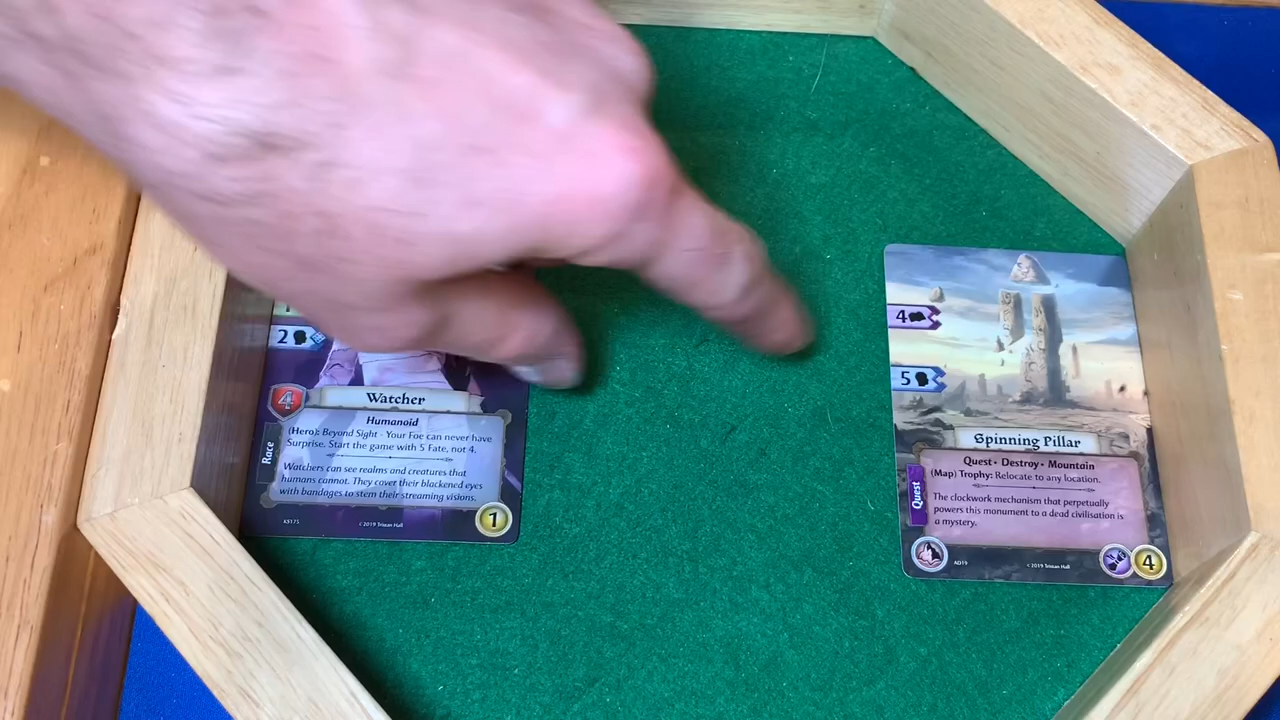 2
4
Watcher
Humanoid
Race
(Hero): Beyond Sight - Your Foe can never have
Surprise. Start the game with 5 Fate, not 4.
Watchers can see realms and creatures that
humans cannot. They cover their blackened eyes
with bandages to stem their streaming visions.
KS175
© 2019 Tristan Hall
1
4
5
Spinning Pillar
Quest • Destroy • Mountain
Quest
(Map) Trophy: Relocate to any location.
The clockwork mechanism that perpetually
powers this monument to a dead civilisation is
a mystery.
AD19
© 2019 Tristan Hall
4